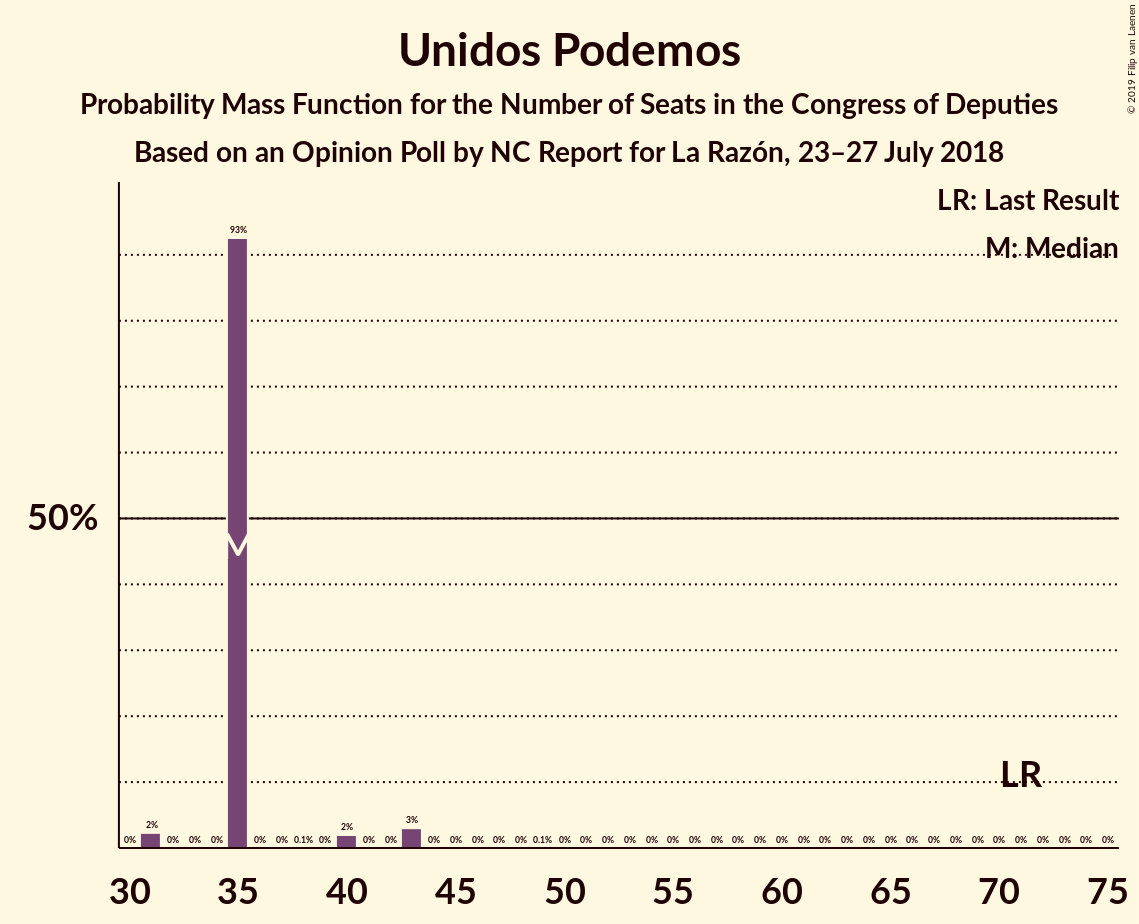 Unidos Podemos
Probability Mass Function for the Number of Seats in the Congress of Deputies
Based on an Opinion Poll by NC Report for La Razón, 23–27 July 2018
© 2019 Filip van Laenen
LR: Last Result
M: Median
93%
50%
LR
0% 2% 0% 0% 0% 0% 0% 0.1% 0% 2% 0% 0% 3% 0% 0% 0% 0% 0% 0.1% 0% 0% 0% 0% 0% 0% 0% 0% 0% 0% 0% 0% 0% 0% 0% 0% 0% 0% 0% 0% 0% 0% 0% 0% 0% 0%
30 35 40 45 50 55 60 65 70 75